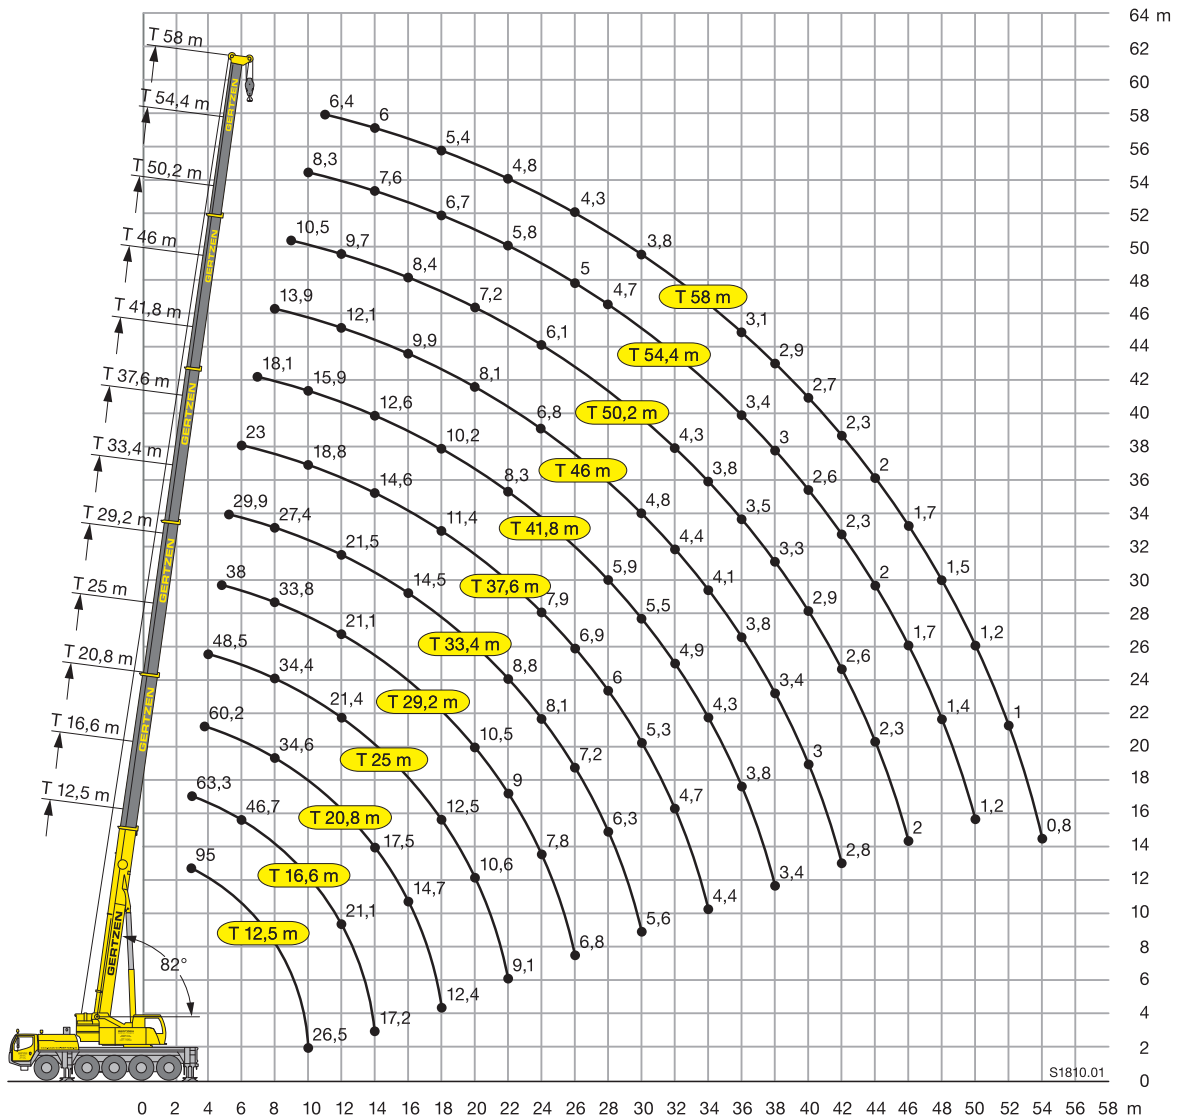 64 m
T 58 m
62
60
T 54,4 m
58
6,4 6 5,4 4,8 4,3 3,8
56
T 50,2 m
54
8,3 7,6 6,7 5,8 5 4,7
52
T 46 m
50
10,5 9,7 8,4 7,2 6,1
48
T 58 m
3,1 2,9 2,7 2,3 2 1,7 1,5 1,2 1 0,8
46
T 41,8 m
13,9 12,1 9,9 8,1 6,8
44
T 54,4 m
3,4 3 2,6 2,3 2 1,7 1,4 1,2
42
T 37,6 m
18,1 15,9 12,6 10,2 8,3
40
T 50,2 m
4,3 3,8 3,5 3,3 2,9 2,6 2,3 2
38
T 33,4 m
23 18,8 14,6 11,4
36
T 46 m
4,8 4,4 4,1 3,8 3,4 3 2,8
34
T 29,2 m
29,9 27,4 21,5 14,5
32
T 41,8 m
5,9 5,5 4,9 4,3 3,8 3,4
30
T 25 m
38 33,8 21,1
28
T 37,6 m
7,9 6,9 6 5,3 4,7 4,4
26
T 20,8 m
48,5 34,4 21,4
24
T 33,4 m
8,8 8,1 7,2 6,3 5,6
22
T 16,6 m
60,2 34,6
20
T 29,2 m
10,5 9 7,8 6,8
18
T 12,5 m
63,3 46,7
16
T 25 m
12,5 10,6 9,1
14
95
T 20,8 m
17,5 14,7 12,4
12
T 16,6 m
21,1 17,2
10
T 12,5 m
26,5
8
82°
6
4
2
0
GERTZEN
GERTZEN
GERTZEN
GERTZEN
GERTZEN
GERTZEN
S1810.01
0 2 4 6 8 10 12 14 16 18 20 22 24 26 28 30 32 34 36 38 40 42 44 46 48 50 52 54 56 58 m